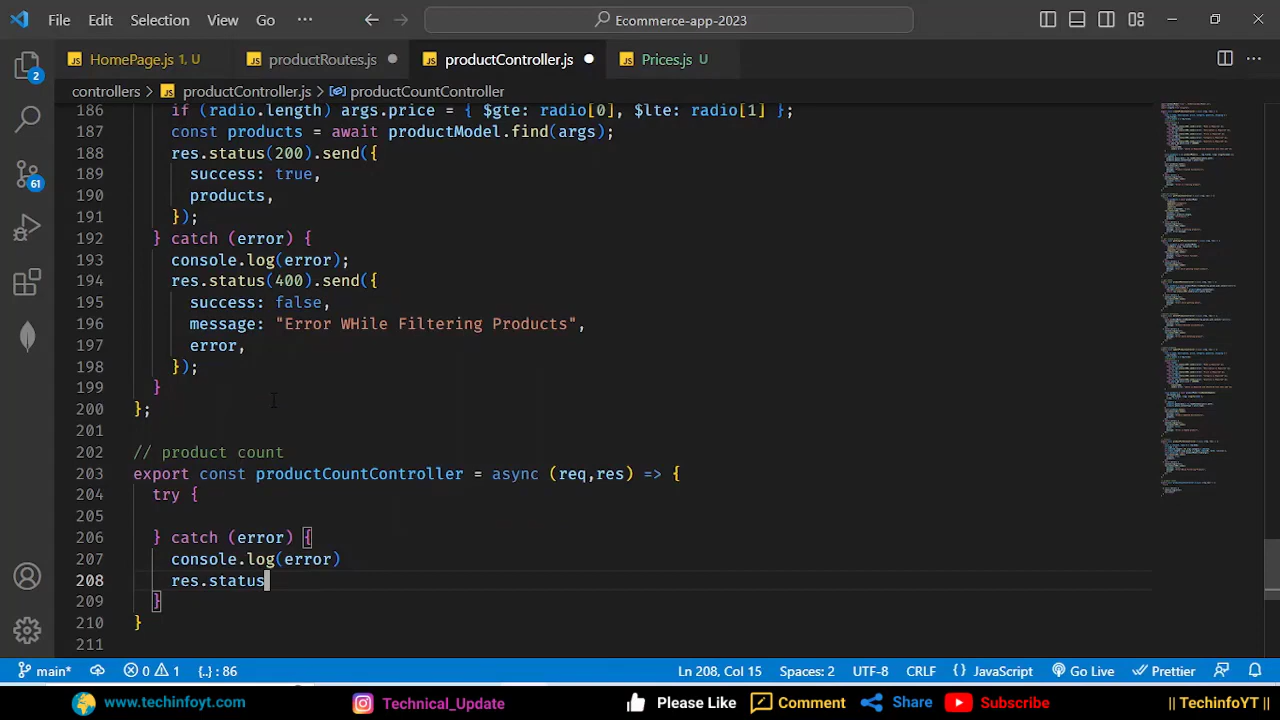 File Edit Selection View Go ··· Ecommerce-app-2023
HomePage.js 1, U productRoutes.js productController.js Prices.js U
controllers > productController.js > productCountController
186 if (radio.length) args.price = { $gte: radio[0], $lte: radio[1] };
187 const products = await productModel.find(args);
188 res.status(200).send({
189 success: true,
190 products,
191 });
192 } catch (error) {
193 console.log(error);
194 res.status(400).send({
195 success: false,
196 message: "Error WHile Filtering Products",
197 error,
198 });
199 }
200 };
201
202 // product count
203 export const productCountController = async (req,res) => {
204 try {
205
206 } catch (error) {
207 console.log(error)
208 res.status
209 }
210 }
211
2
61
main* 0 1 {..} : 86 Ln 208, Col 15 Spaces: 2 UTF-8 CRLF {} JavaScript Go Live Prettier
www.techinfoyt.com Technical_Update Please Like Comment Share Subscribe || TechinfoYT ||